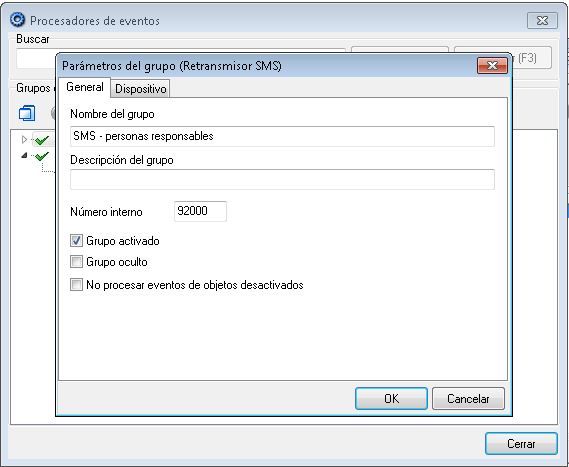 Procesadores de eventos
Buscar
r (F3)
Parámetros del grupo (Retransmisor SMS)
Grupos
General
Dispositivo
Nombre del grupo
SMS - personas responsables
Descripción del grupo
Número interno
92000
Grupo activado
Grupo oculto
No procesar eventos de objetos desactivados
OK
Cancelar
Cerrar